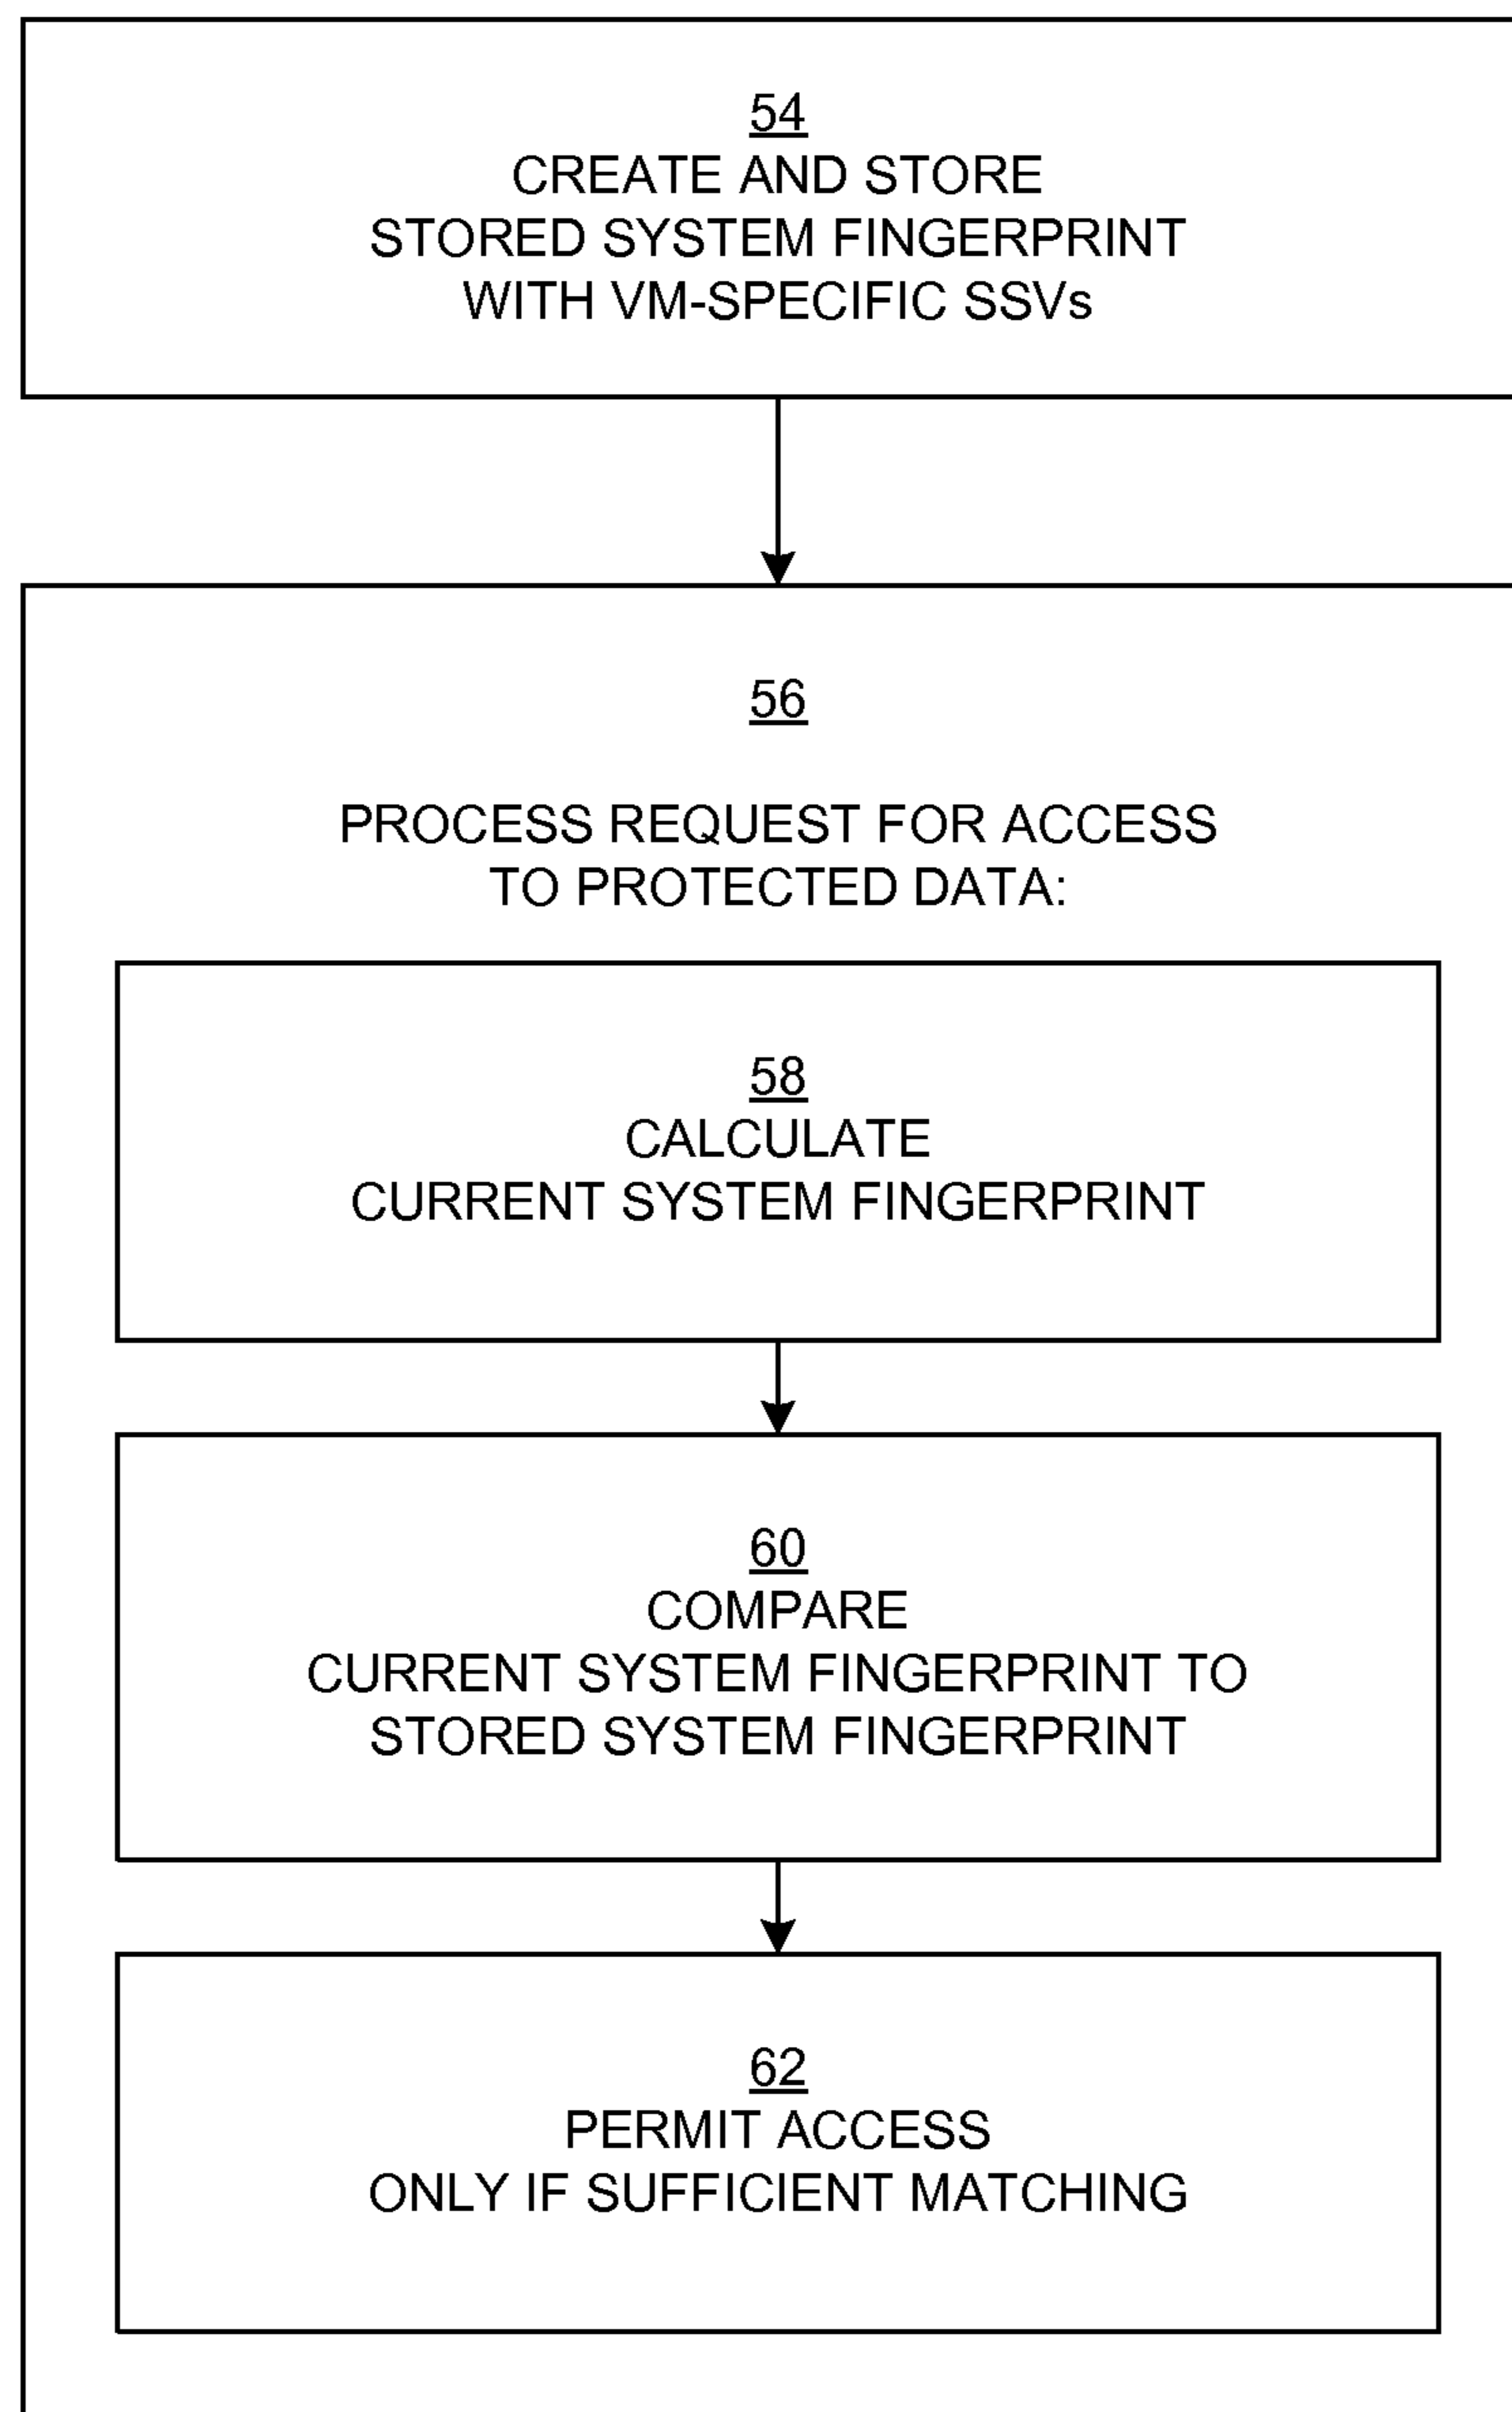 54
CREATE AND STORE
STORED SYSTEM FINGERPRINT
WITH VM-SPECIFIC SSVs
56
PROCESS REQUEST FOR ACCESS
TO PROTECTED DATA:
58
CALCULATE
CURRENT SYSTEM FINGERPRINT
60
COMPARE
CURRENT SYSTEM FINGERPRINT TO
STORED SYSTEM FINGERPRINT
62
PERMIT ACCESS
ONLY IF SUFFICIENT MATCHING